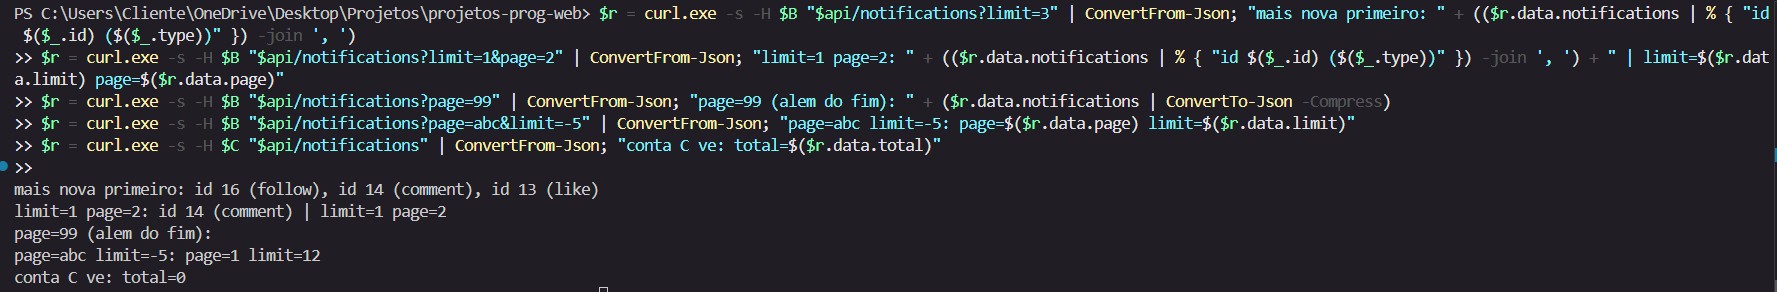 PS C:\Users\Cliente\OneDrive\Desktop\Projetos\projetos-prog-web> $r = curl.exe -s -H $B "$api/notifications?limit=3" | ConvertFrom-Json; "mais nova primeiro: " + (($r.data.notifications | % { "id
 $($_.id) ($($_.type))" }) -join ', ')
>> $r = curl.exe -s -H $B "$api/notifications?limit=1&page=2" | ConvertFrom-Json; "limit=1 page=2: " + (($r.data.notifications | % { "id $($_.id) ($($_.type))" }) -join ', ') + " | limit=$($r.dat
a.limit) page=$($r.data.page)"
>> $r = curl.exe -s -H $B "$api/notifications?page=99" | ConvertFrom-Json; "page=99 (alem do fim): " + ($r.data.notifications | ConvertTo-Json -Compress)
>> $r = curl.exe -s -H $B "$api/notifications?page=abc&limit=-5" | ConvertFrom-Json; "page=abc limit=-5: page=$($r.data.page) limit=$($r.data.limit)"
>> $r = curl.exe -s -H $C "$api/notifications" | ConvertFrom-Json; "conta C ve: total=$($r.data.total)"
>>
mais nova primeiro: id 16 (follow), id 14 (comment), id 13 (like)
limit=1 page=2: id 14 (comment) | limit=1 page=2
page=99 (alem do fim):
page=abc limit=-5: page=1 limit=12
conta C ve: total=0